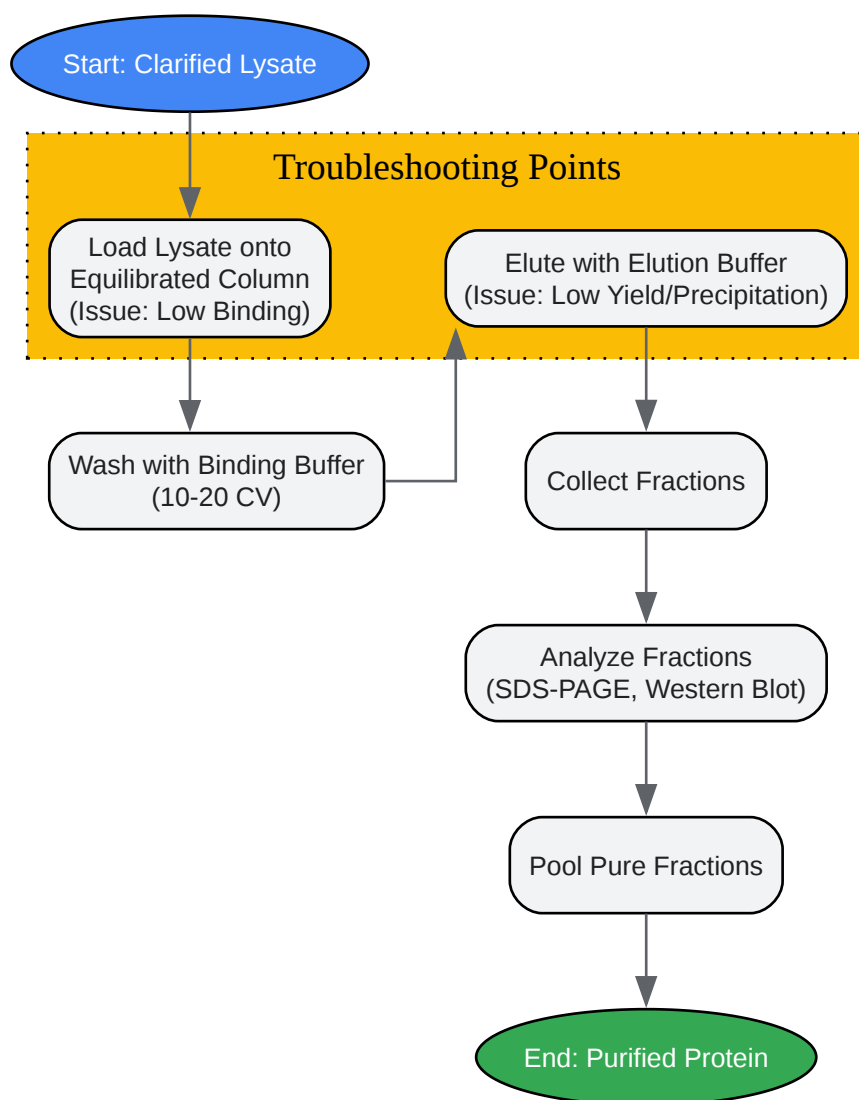 Start: Clarified Lysate
Troubleshooting Points
Load Lysate onto
Equilibrated Column
(Issue: Low Binding)
Wash with Binding Buffer
(10-20 CV)
Elute with Elution Buffer
(Issue: Low Yield/Precipitation)
Collect Fractions
Analyze Fractions
(SDS-PAGE, Western Blot)
Pool Pure Fractions
End: Purified Protein